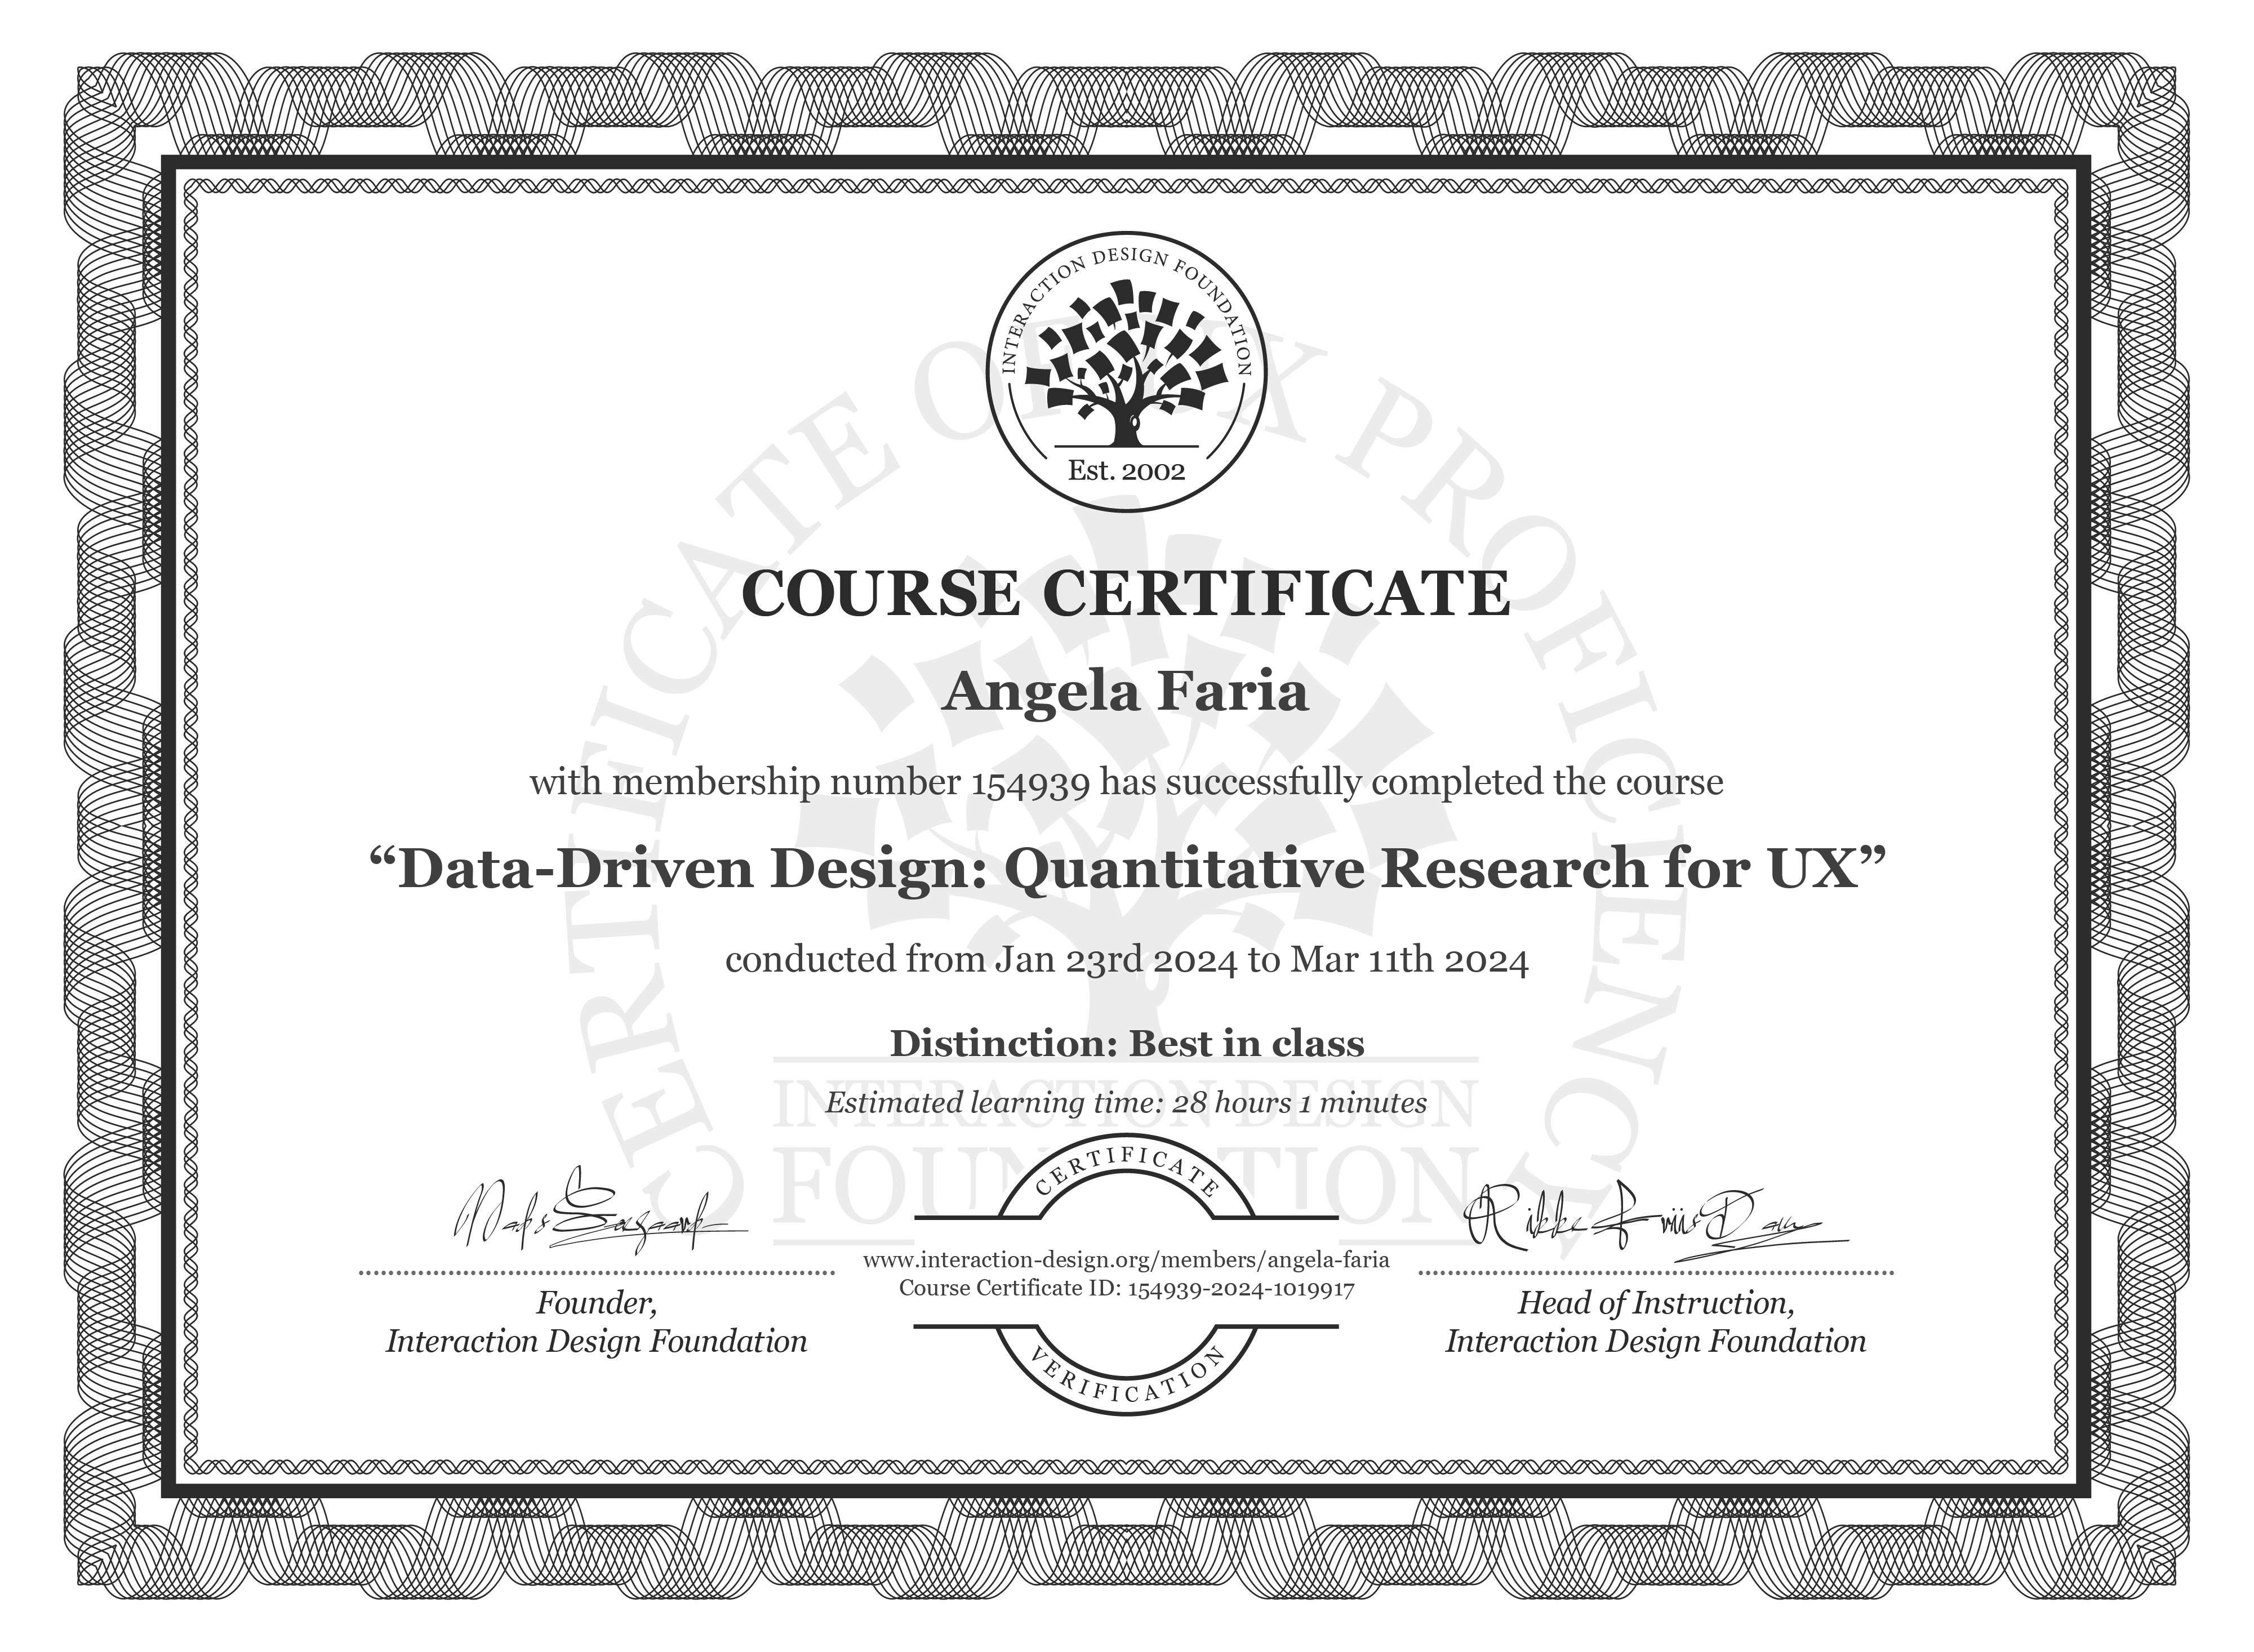 INTERACTION DESIGN FOUNDATION
Est. 2002
CERTIFICATE OF UX PROFICIENCY
COURSE CERTIFICATE
Angela Faria
with membership number 154939 has successfully completed the course
“Data-Driven Design: Quantitative Research for UX”
conducted from Jan 23rd 2024 to Mar 11th 2024
Distinction: Best in class
INTERACTION DESIGN
Estimated learning time: 28 hours 1 minutes
FOUNDATION
CERTIFICATE
Mads Soegaard
Rikke Friis Dam
www.interaction-design.org/members/angela-faria
Course Certificate ID: 154939-2024-1019917
Founder,
Interaction Design Foundation
Head of Instruction,
Interaction Design Foundation
VERIFICATION